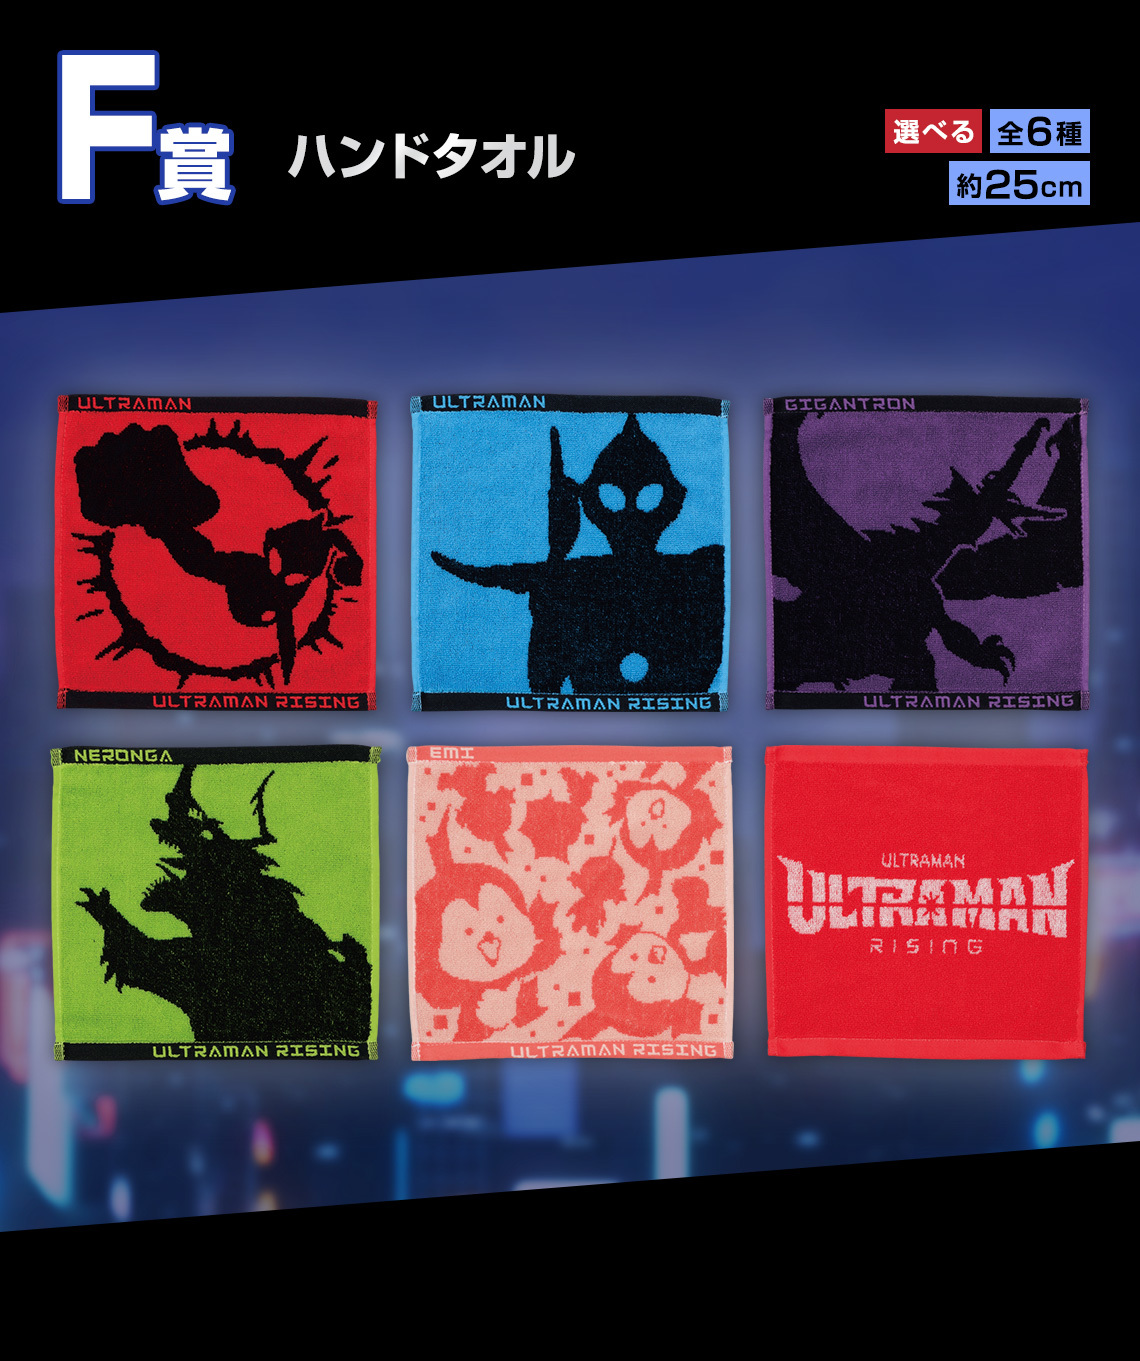 F賞
ハンドタオル
選べる 全6種
約25cm
ULTRAMAN
ULTRAMAN RISING
ULTRAMAN
ULTRAMAN RISING
GIGANTRON
ULTRAMAN RISING
NERONGA
ULTRAMAN RISING
EMI
ULTRAMAN RISING
ULTRAMAN
ULTRAMAN
RISING